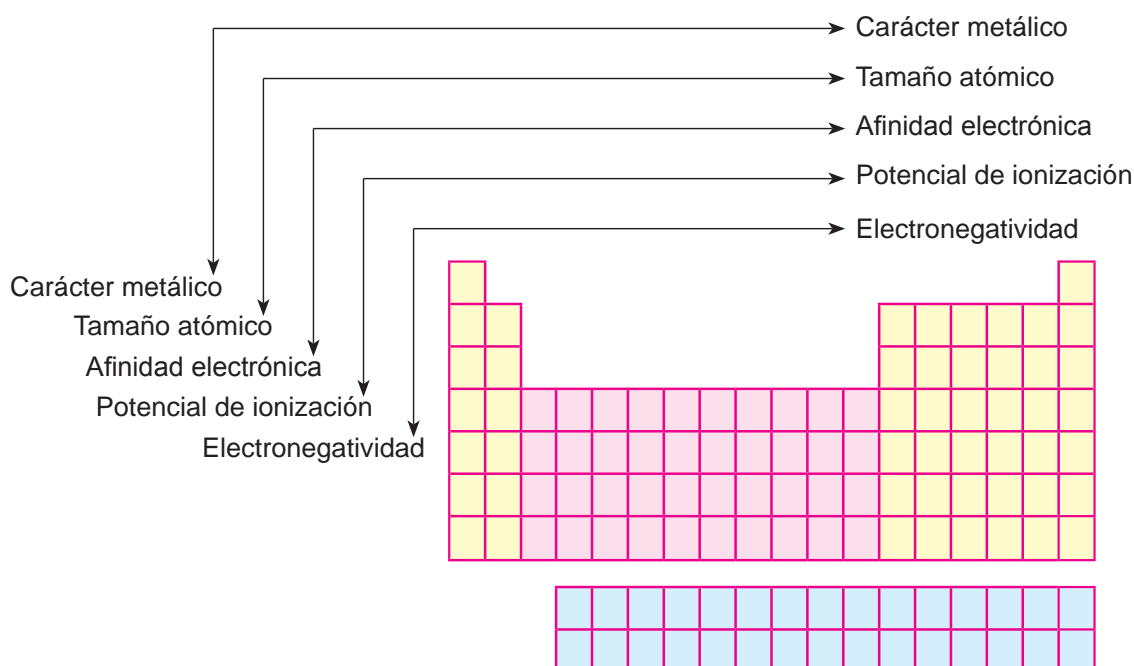 Carácter metálico
Tamaño atómico
Afinidad electrónica
Potencial de ionización
Electronegatividad
Carácter metálico
Tamaño atómico
Afinidad electrónica
Potencial de ionización
Electronegatividad